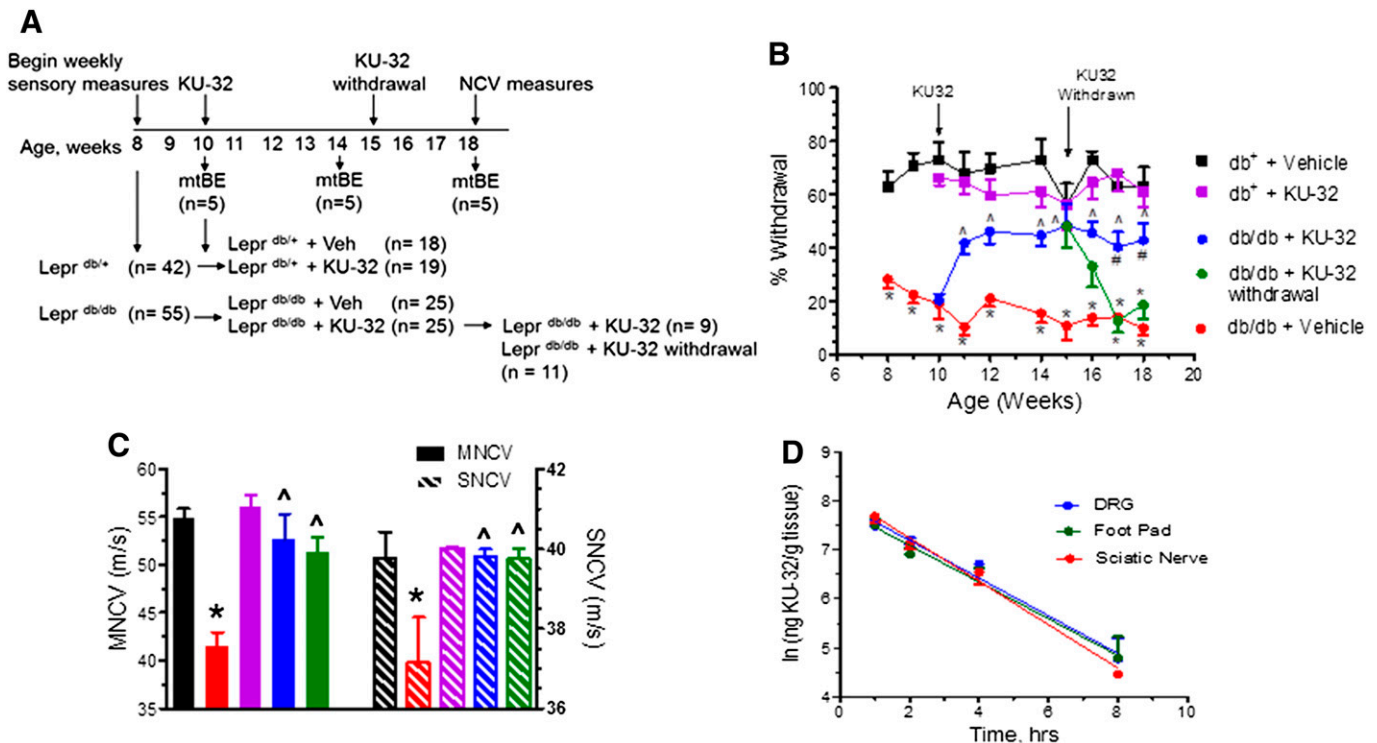 A
Begin weekly
sensory measures
KU-32
KU-32
withdrawal
NCV measures
Age, weeks
8 9 10 11 12 13 14 15 16 17 18
mtBE
(n=5)
mtBE
(n=5)
mtBE
(n=5)
Lepr db/+ (n= 42)
Lepr db/+ + Veh (n= 18)
Lepr db/+ + KU-32 (n= 19)
Lepr db/db (n= 55)
Lepr db/db + Veh (n= 25)
Lepr db/db + KU-32 (n= 25)
Lepr db/db + KU-32 (n= 9)
Lepr db/db + KU-32 withdrawal
(n = 11)
B
KU32
KU32
Withdrawn
% Withdrawal
100
80
60
40
20
0
^ ^ ^ ^ ^ ^ ^
# #
* * * * * * * * * * * *
6 8 10 12 14 16 18 20
Age (Weeks)
db+ + Vehicle
db+ + KU-32
db/db + KU-32
db/db + KU-32
withdrawal
db/db + Vehicle
C
MNCV
SNCV
MNCV (m/s)
60
55
50
45
40
35
* ^ ^ * ^ ^
42
40
38
36
SNCV (m/s)
D
ln (ng KU-32/g tissue)
9
8
7
6
5
4
DRG
Foot Pad
Sciatic Nerve
0 2 4 6 8 10
Time, hrs